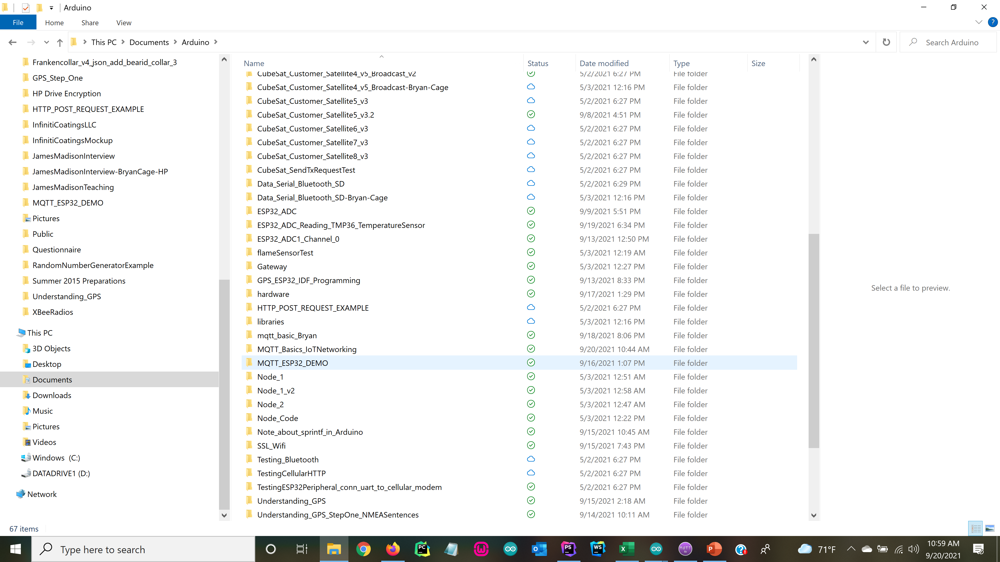 Arduino
File Home Share View
This PC Documents Arduino Search Arduino
Frankencollar_v4_json_add_bearid_collar_3
GPS_Step_One
HP Drive Encryption
HTTP_POST_REQUEST_EXAMPLE
InfinitiCoatingsLLC
InfinitiCoatingsMockup
JamesMadisonInterview
JamesMadisonInterview-BryanCage-HP
JamesMadisonTeaching
MQTT_ESP32_DEMO
Pictures
Public
Questionnaire
RandomNumberGeneratorExample
Summer 2015 Preparations
Understanding_GPS
XBeeRadios
This PC
3D Objects
Desktop
Documents
Downloads
Music
Pictures
Videos
Windows (C:)
DATADRIVE1 (D:)
Network
Name Status Date modified Type Size
CubeSat_Customer_Satellite4_v5_Broadcast_v2 5/2/2021 6:27 PM File folder
CubeSat_Customer_Satellite4_v5_Broadcast-Bryan-Cage 5/3/2021 12:16 PM File folder
CubeSat_Customer_Satellite5_v3 5/2/2021 6:27 PM File folder
CubeSat_Customer_Satellite5_v3.2 9/8/2021 4:51 PM File folder
CubeSat_Customer_Satellite6_v3 5/2/2021 6:27 PM File folder
CubeSat_Customer_Satellite7_v3 5/2/2021 6:27 PM File folder
CubeSat_Customer_Satellite8_v3 5/2/2021 6:27 PM File folder
CubeSat_SendTxRequestTest 5/2/2021 6:27 PM File folder
Data_Serial_Bluetooth_SD 5/2/2021 6:29 PM File folder
Data_Serial_Bluetooth_SD-Bryan-Cage 5/3/2021 12:16 PM File folder
ESP32_ADC 9/9/2021 5:51 PM File folder
ESP32_ADC_Reading_TMP36_TemperatureSensor 9/19/2021 6:34 PM File folder
ESP32_ADC1_Channel_0 9/13/2021 12:50 PM File folder
flameSensorTest 5/3/2021 12:19 AM File folder
Gateway 5/3/2021 12:27 PM File folder
GPS_ESP32_IDF_Programming 9/13/2021 8:33 PM File folder
hardware 9/17/2021 1:29 PM File folder
HTTP_POST_REQUEST_EXAMPLE 5/2/2021 6:27 PM File folder
libraries 5/3/2021 12:16 PM File folder
mqtt_basic_Bryan 9/18/2021 8:06 PM File folder
MQTT_Basics_IoTNetworking 9/20/2021 10:44 AM File folder
MQTT_ESP32_DEMO 9/16/2021 1:07 PM File folder
Node_1 5/3/2021 12:51 AM File folder
Node_1_v2 5/3/2021 12:58 AM File folder
Node_2 5/3/2021 12:47 AM File folder
Node_Code 5/3/2021 12:22 PM File folder
Note_about_sprintf_in_Arduino 9/15/2021 10:45 AM File folder
SSL_Wifi 9/15/2021 7:43 PM File folder
Testing_Bluetooth 5/2/2021 6:27 PM File folder
TestingCellularHTTP 5/2/2021 6:27 PM File folder
TestingESP32Peripheral_conn_uart_to_cellular_modem 5/2/2021 6:27 PM File folder
Understanding_GPS 9/15/2021 2:18 AM File folder
Understanding_GPS_StepOne_NMEASentences 9/14/2021 10:11 AM File folder
Select a file to preview.
67 items
Type here to search
PC
PS
WS
MQTT fx
71°F
10:59 AM
9/20/2021